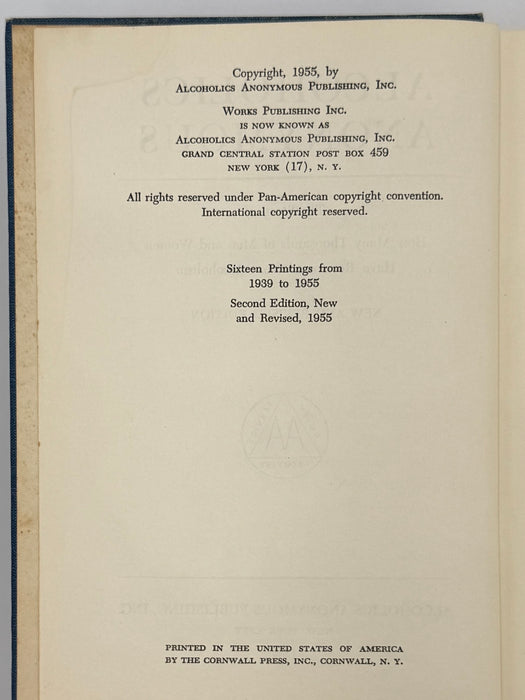 Copyright, 1955, by
ALCOHOLICS ANONYMOUS PUBLISHING, INC.
WORKS PUBLISHING INC.
IS NOW KNOWN AS
ALCOHOLICS ANONYMOUS PUBLISHING, INC.
GRAND CENTRAL STATION POST BOX 459
NEW YORK (17), N. Y.
All rights reserved under Pan-American copyright convention.
International copyright reserved.
Sixteen Printings from
1939 to 1955
Second Edition, New
and Revised, 1955
PRINTED IN THE UNITED STATES OF AMERICA
BY THE CORNWALL PRESS, INC., CORNWALL, N. Y.